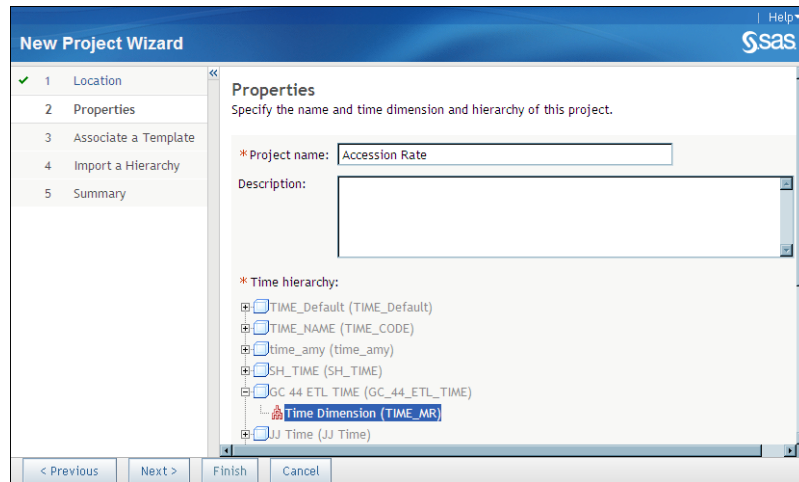 | Help
New Project Wizard
sas
1 Location
2 Properties
3 Associate a Template
4 Import a Hierarchy
5 Summary
«
Properties
Specify the name and time dimension and hierarchy of this project.
* Project name: Accession Rate
Description:
* Time hierarchy:
TIME_Default (TIME_Default)
TIME_NAME (TIME_CODE)
time_amy (time_amy)
SH_TIME (SH_TIME)
GC 44 ETL TIME (GC_44_ETL_TIME)
Time Dimension (TIME_MR)
JJ Time (JJ Time)
< Previous Next > Finish Cancel